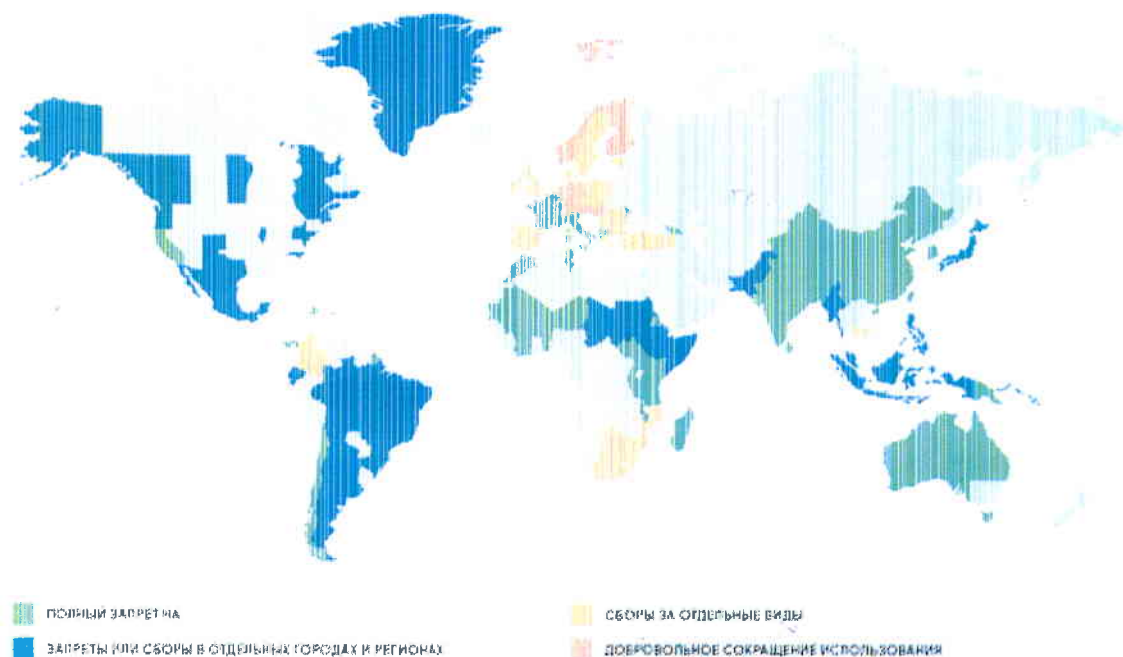 ПОЛНЫЙ ЗАПРЕТ НА
ЗАПРЕТЫ ИЛИ СБОРЫ В ОТДЕЛЬНЫХ ГОРОДАХ И РЕГИОНАХ
СБОРЫ ЗА ОТДЕЛЬНЫЕ ВИДЫ
ДОБРОВОЛЬНОЕ СОКРАЩЕНИЕ ИСПОЛЬЗОВАНИЯ